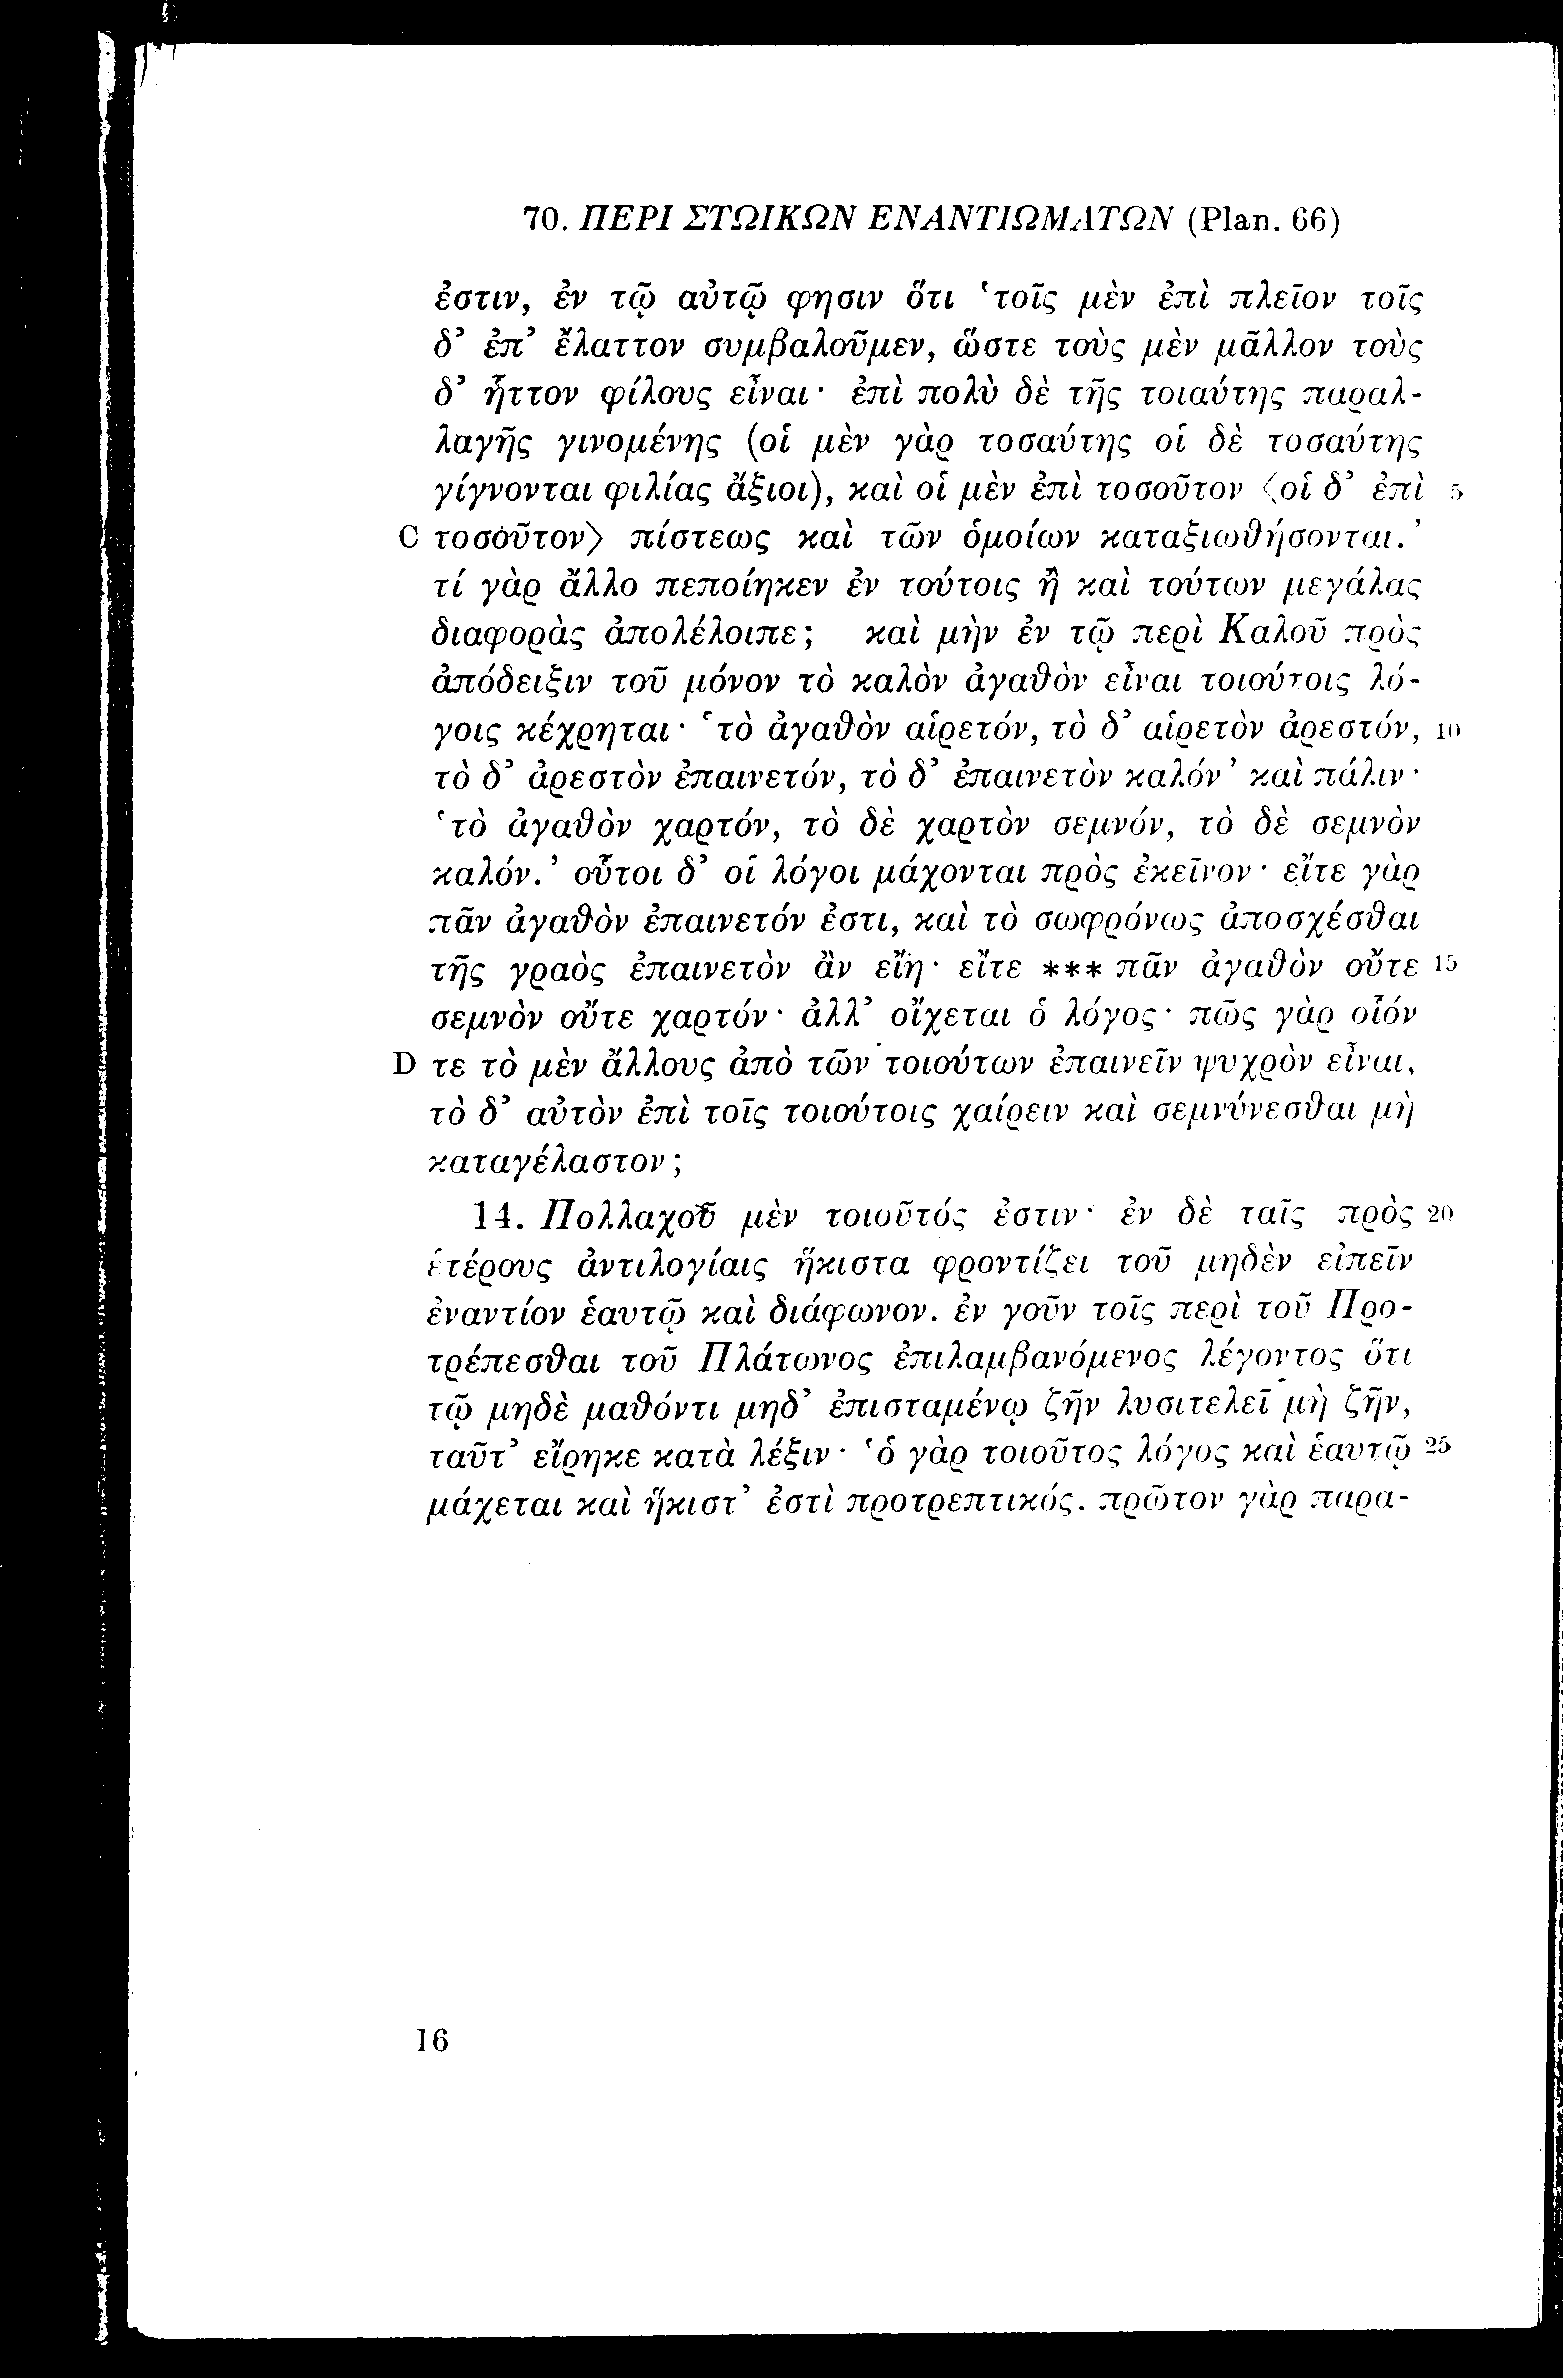 70. ΠΕΡΙ ΣΤΩΙΚΩΝ ΕΝΑΝΤΙΩΜΑΤΩΝ (Plan. 66)
ἐστιν, ἐν τῷ αὐτῷ φησιν ὅτι ʽτοῖς μὲν ἐπὶ πλεῖον τοῖς
δ’ ἐπ’ ἔλαττον συμβαλοῦμεν, ὥστε τοὺς μὲν μᾶλλον τοὺς
δ’ ἧττον φίλους εἶναι· ἐπὶ πολὺ δὲ τῆς τοιαύτης παραλ-
λαγῆς γινομένης (οἱ μὲν γὰρ τοσαύτης οἱ δὲ τοσαύτης
γίγνονται φιλίας ἄξιοι), καὶ οἱ μὲν ἐπὶ τοσοῦτον 〈οἱ δ’ ἐπὶ 5
C τοσοῦτον〉 πίστεως καὶ τῶν ὁμοίων καταξιωθήσονται.’
τί γὰρ ἄλλο πεποίηκεν ἐν τούτοις ἢ καὶ τούτων μεγάλας
διαφορὰς ἀπολέλοιπε; καὶ μὴν ἐν τῷ περὶ Καλοῦ πρὸς
ἀπόδειξιν τοῦ μόνον τὸ καλὸν ἀγαθὸν εἶναι τοιούτοις λό-
γοις κέχρηται· ʽτὸ ἀγαθὸν αἱρετόν, τὸ δ’ αἱρετὸν ἀρεστόν, 10
τὸ δ’ ἀρεστὸν ἐπαινετόν, τὸ δ’ ἐπαινετὸν καλόν’ καὶ πάλιν·
ʽτὸ ἀγαθὸν χαρτόν, τὸ δὲ χαρτὸν σεμνόν, τὸ δὲ σεμνὸν
καλόν.’ οὗτοι δ’ οἱ λόγοι μάχονται πρὸς ἐκεῖνον· εἴτε γὰρ
πᾶν ἀγαθὸν ἐπαινετόν ἐστι, καὶ τὸ σωφρόνως ἀποσχέσθαι
τῆς γραὸς ἐπαινετὸν ἂν εἴη· εἴτε *** πᾶν ἀγαθὸν οὔτε 15
σεμνὸν οὔτε χαρτόν· ἀλλ’ οἴχεται ὁ λόγος· πῶς γὰρ οἷόν
D τε τὸ μὲν ἄλλους ἀπὸ τῶν τοιούτων ἐπαινεῖν ψυχρὸν εἶναι,
τὸ δ’ αὐτὸν ἐπὶ τοῖς τοιούτοις χαίρειν καὶ σεμνύνεσθαι μὴ
καταγέλαστον;
14. Πολλαχοῦ μὲν τοιοῦτός ἐστιν· ἐν δὲ ταῖς πρὸς 20
ἑτέρους ἀντιλογίαις ἥκιστα φροντίζει τοῦ μηδὲν εἰπεῖν
ἐναντίον ἑαυτῷ καὶ διάφωνον. ἐν γοῦν τοῖς περὶ τοῦ Προ-
τρέπεσθαι τοῦ Πλάτωνος ἐπιλαμβανόμενος λέγοντος ὅτι
τῷ μηδὲ μαθόντι μηδ’ ἐπισταμένῳ ζῆν λυσιτελεῖ μὴ ζῆν,
ταῦτ’ εἴρηκε κατὰ λέξιν· ʽὁ γὰρ τοιοῦτος λόγος καὶ ἑαυτῷ 25
μάχεται καὶ ἥκιστ’ ἐστὶ προτρεπτικός. πρῶτον γὰρ παρα-
16